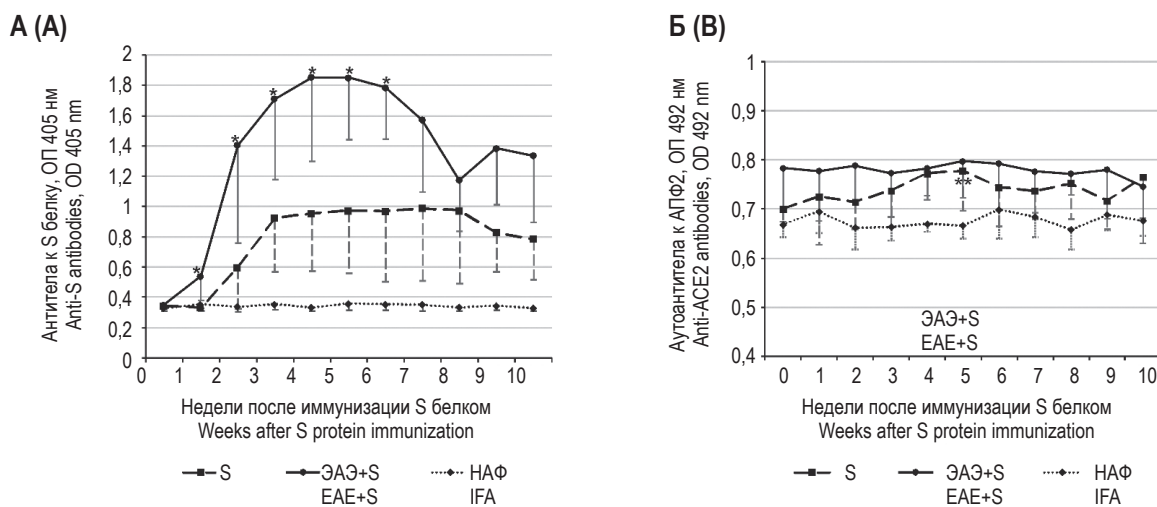 А (A)
Антитела к S белку, ОП 405 нм
Anti-S antibodies, OD 405 nm
2
1,8
1,6
1,4
1,2
1
0,8
0,6
0,4
0,2
0
* * * * * * *
0 1 2 3 4 5 6 7 8 9 10
Недели после иммунизации S белком
Weeks after S protein immunization
S ЭАЭ+S НАФ
EAE+S IFA
Б (B)
Аутоантитела к АПФ2, ОП 492 нм
Anti-ACE2 antibodies, OD 492 nm
1
0,9
0,8
0,7
0,6
0,5
0,4
**
ЭАЭ+S
EAE+S
0 1 2 3 4 5 6 7 8 9 10
Недели после иммунизации S белком
Weeks after S protein immunization
S ЭАЭ+S НАФ
EAE+S IFA